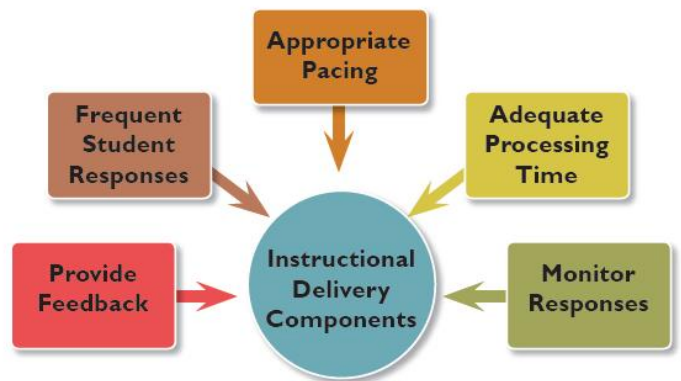 Appropriate
Pacing
Frequent
Student
Responses
Adequate
Processing
Time
Provide
Feedback
Instructional
Delivery
Components
Monitor
Responses